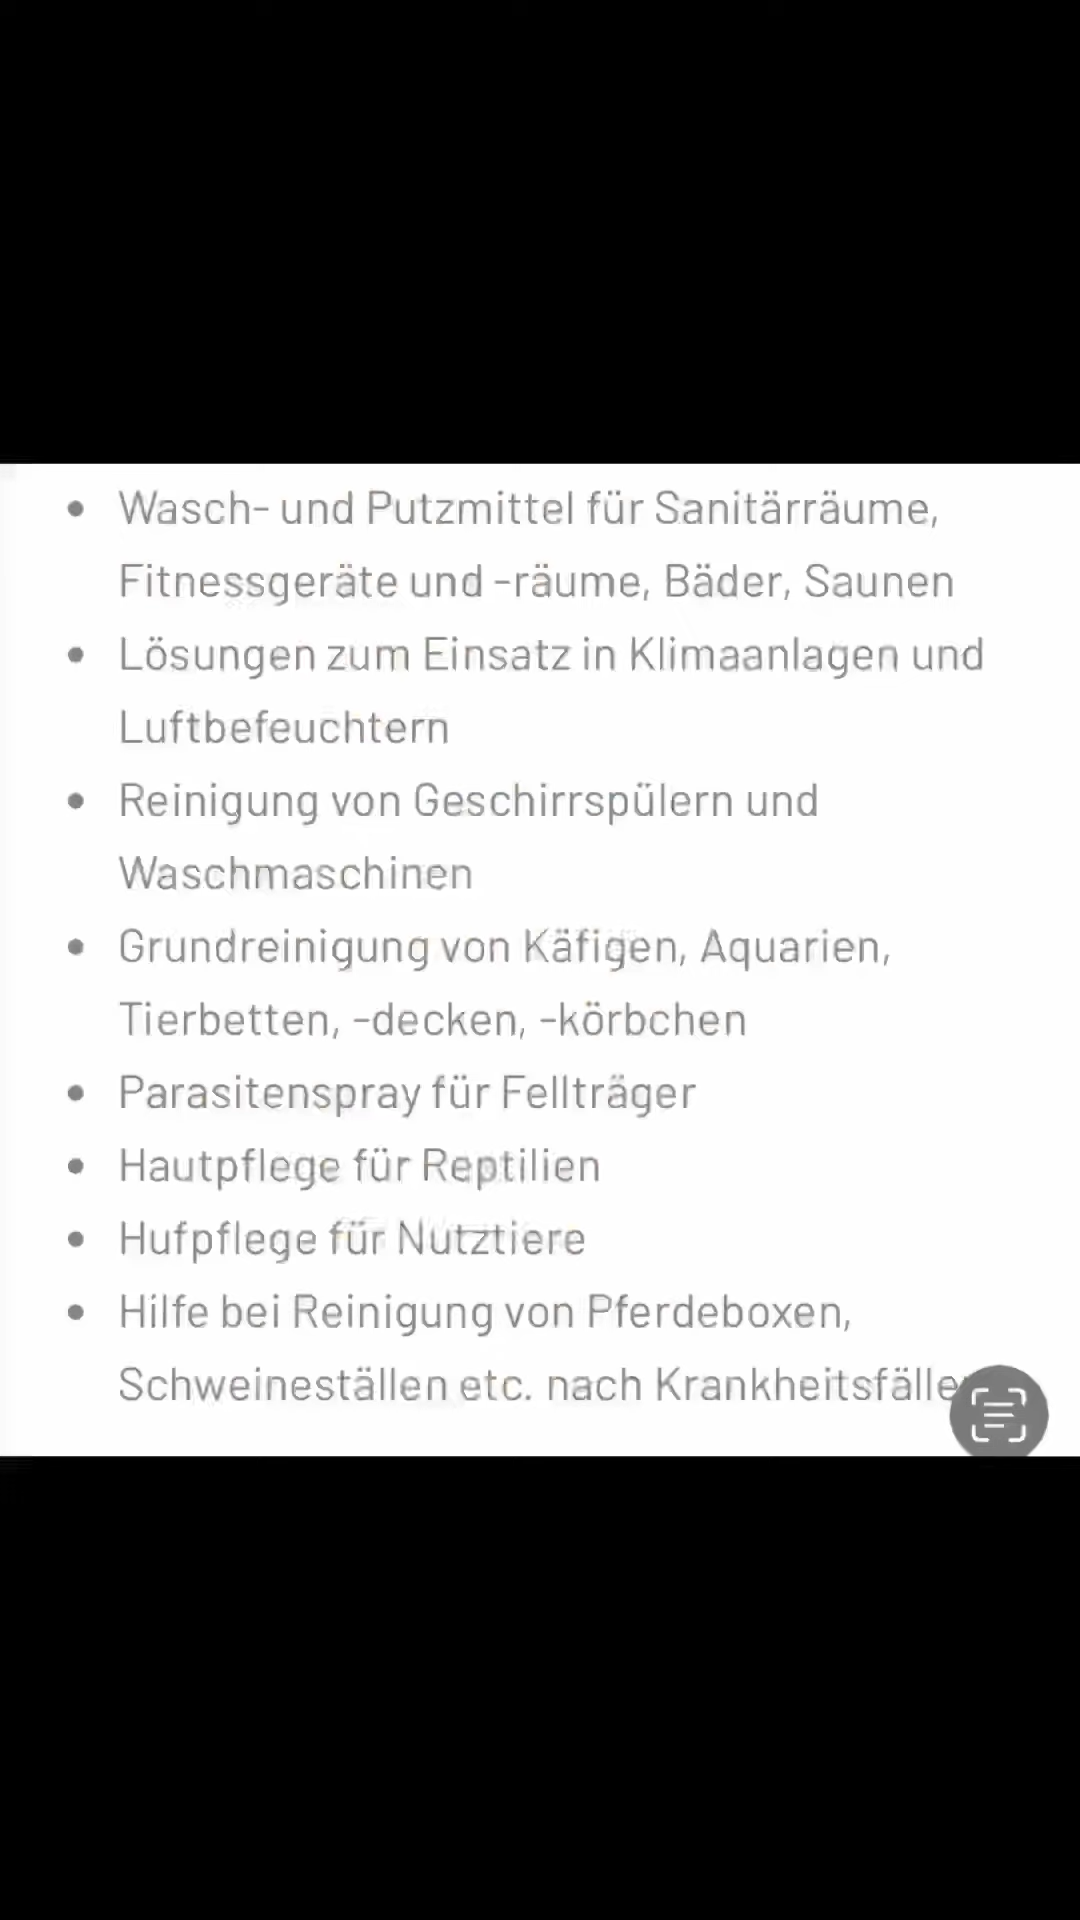 • Wasch- und Putzmittel für Sanitärräume,
Fitnessgeräte und -räume, Bäder, Saunen
• Lösungen zum Einsatz in Klimaanlagen und
Luftbefeuchtern
• Reinigung von Geschirrspülern und
Waschmaschinen
• Grundreinigung von Käfigen, Aquarien,
Tierbetten, -decken, -körbchen
• Parasitenspray für Fellträger
• Hautpflege für Reptilien
• Hufpflege für Nutztiere
• Hilfe bei Reinigung von Pferdeboxen,
Schweineställen etc. nach